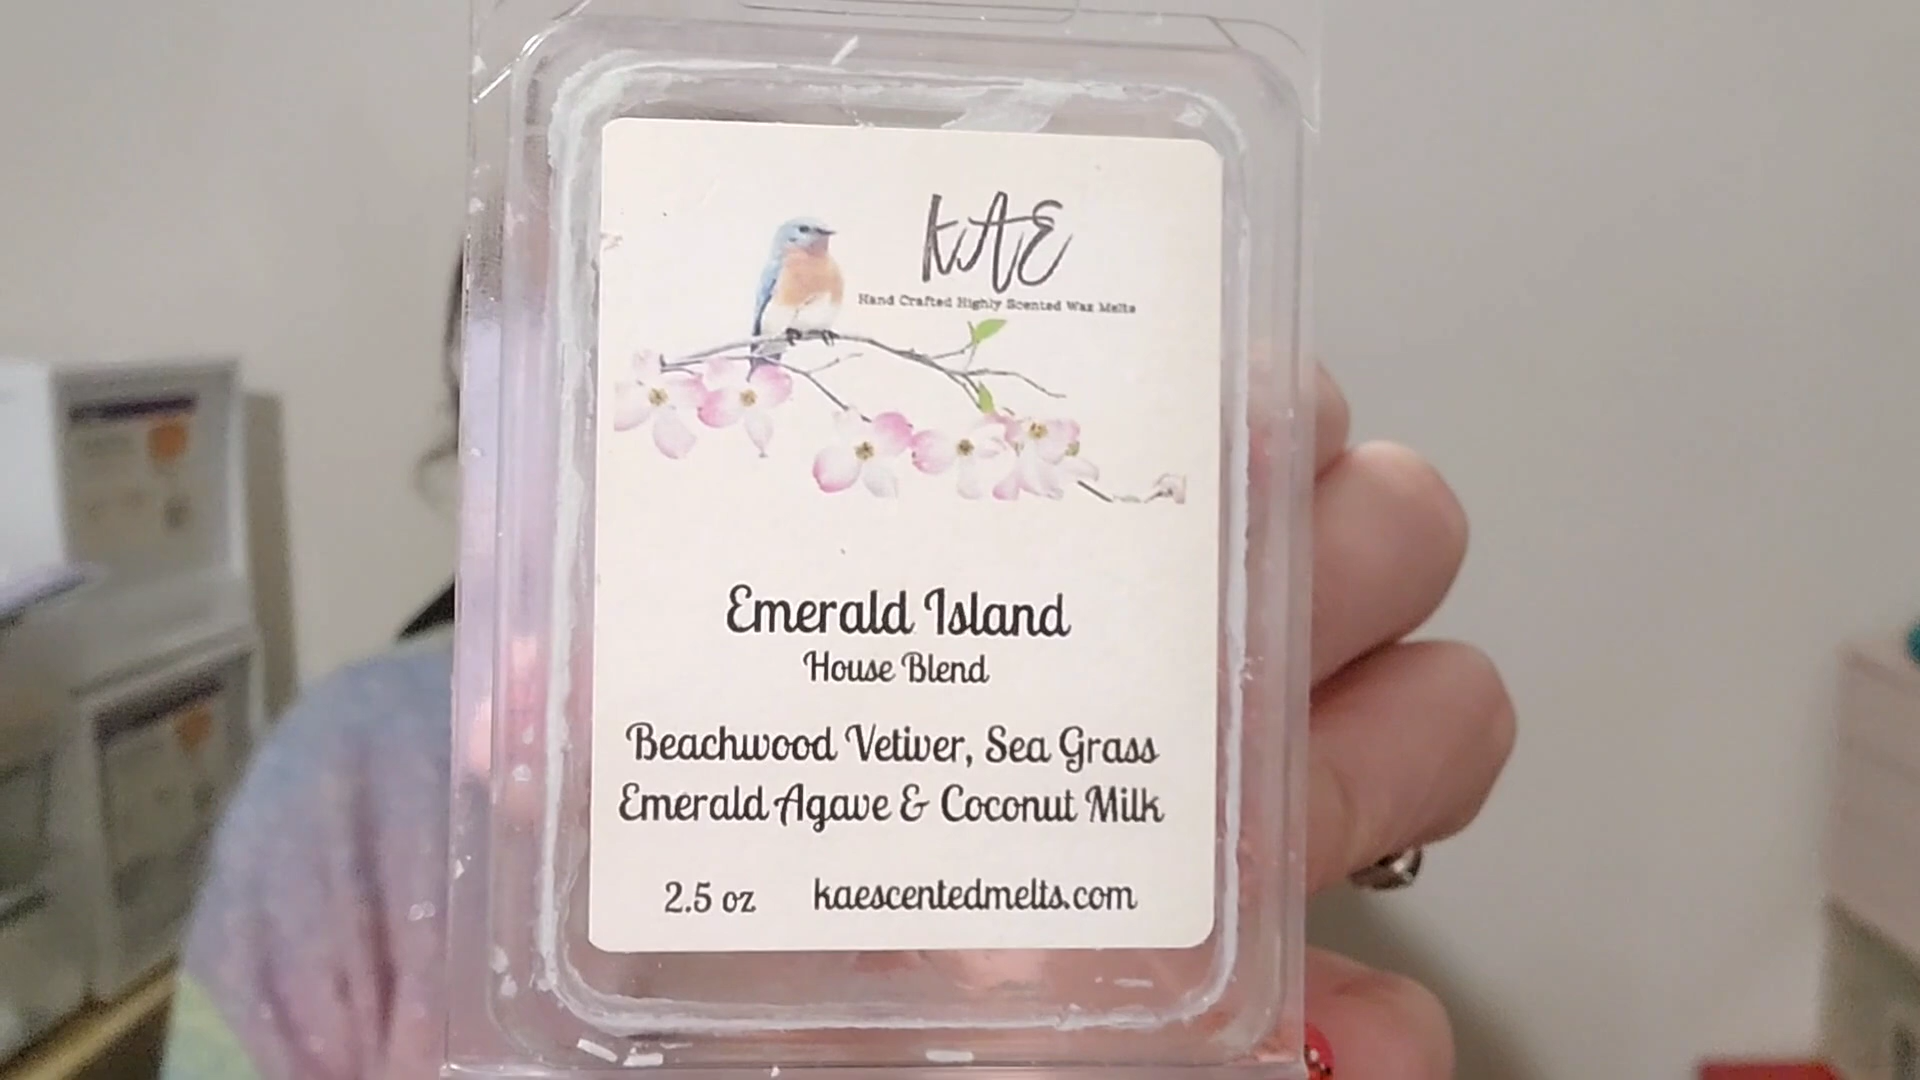 KAE
Hand Crafted Highly Scented Wax Melts
Emerald Island
House Blend
Beachwood Vetiver, Sea Grass
Emerald Agave & Coconut Milk
2.5 oz kaescentedmelts.com